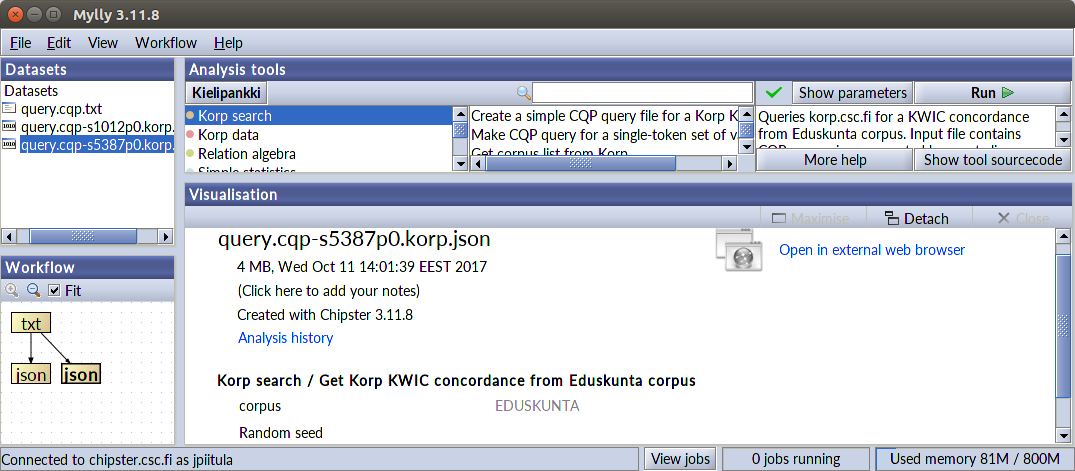 Mylly 3.11.8
File Edit View Workflow Help
Datasets
Datasets
query.cqp.txt
query.cqp-s1012p0.korp.
query.cqp-s5387p0.korp.
Workflow
Fit
txt
json json
Analysis tools
Kielipankki
Show parameters Run
Korp search
Korp data
Relation algebra
Simple statistics
Create a simple CQP query file for a Korp K
Make CQP query for a single-token set of v
Get corpus list from Korp
Queries korp.csc.fi for a KWIC concordance
from Eduskunta corpus. Input file contains
More help Show tool sourcecode
Visualisation
Maximise Detach Close
query.cqp-s5387p0.korp.json
4 MB, Wed Oct 11 14:01:39 EEST 2017
(Click here to add your notes)
Created with Chipster 3.11.8
Analysis history
Open in external web browser
Korp search / Get Korp KWIC concordance from Eduskunta corpus
corpus EDUSKUNTA
Random seed
Connected to chipster.csc.fi as jpiitula
View jobs 0 jobs running Used memory 81M / 800M